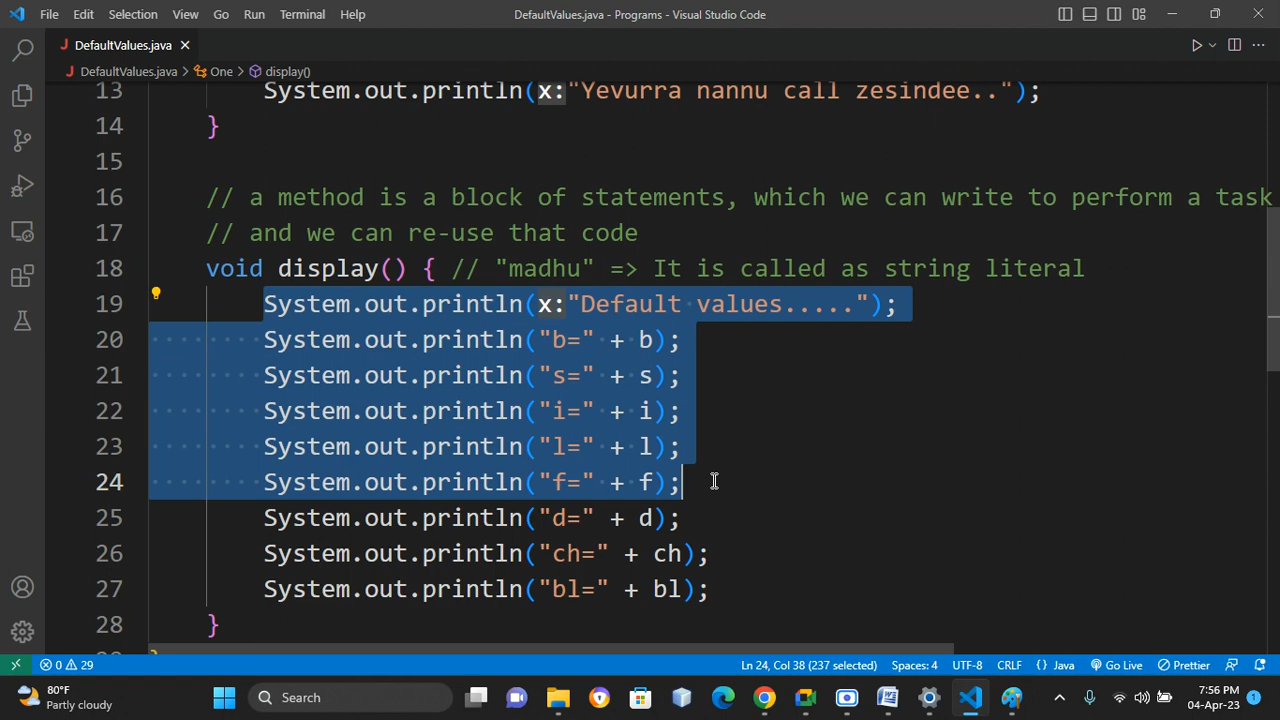 File Edit Selection View Go Run Terminal Help DefaultValues.java - Programs - Visual Studio Code
J DefaultValues.java
J DefaultValues.java > One > display()
13 System.out.println(x:"Yevurra nannu call zesindee..");
14 }
15
16 // a method is a block of statements, which we can write to perform a task
17 // and we can re-use that code
18 void display() { // "madhu" => It is called as string literal
19 System.out.println(x:"Default values.....");
20 System.out.println("b=" + b);
21 System.out.println("s=" + s);
22 System.out.println("i=" + i);
23 System.out.println("l=" + l);
24 System.out.println("f=" + f);
25 System.out.println("d=" + d);
26 System.out.println("ch=" + ch);
27 System.out.println("bl=" + bl);
28 }
0 29 Ln 24, Col 38 (237 selected) Spaces: 4 UTF-8 CRLF {} Java Go Live Prettier
80°F
Partly cloudy
Search
7:56 PM
04-Apr-23
1